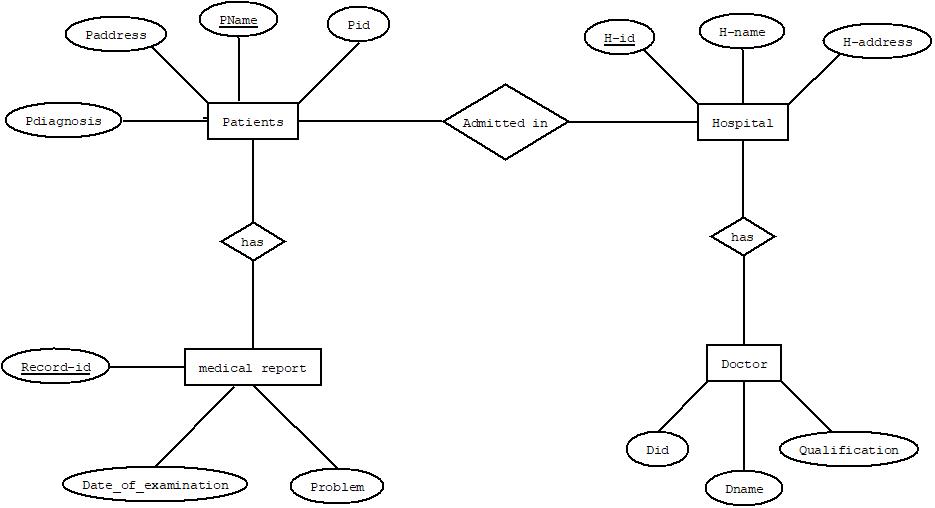 PName
Pid
Paddress
H-id
H-name
H-address
Pdiagnosis
Patients
Admitted in
Hospital
has
has
Record-id
medical report
Doctor
Did
Qualification
Date_of_examination
Problem
Dname